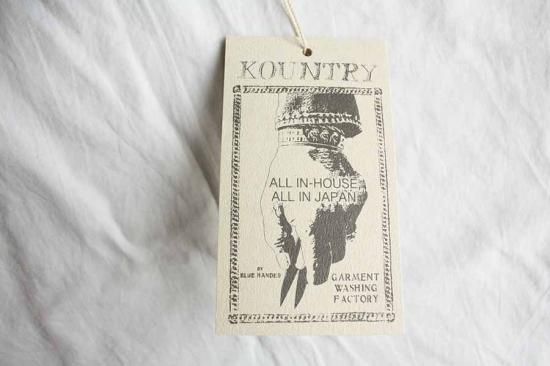 KOUNTRY
ALL IN-HOUSE,
ALL IN JAPAN
BY
BLUE HANDED
GARMENT
WASHING
FACTORY